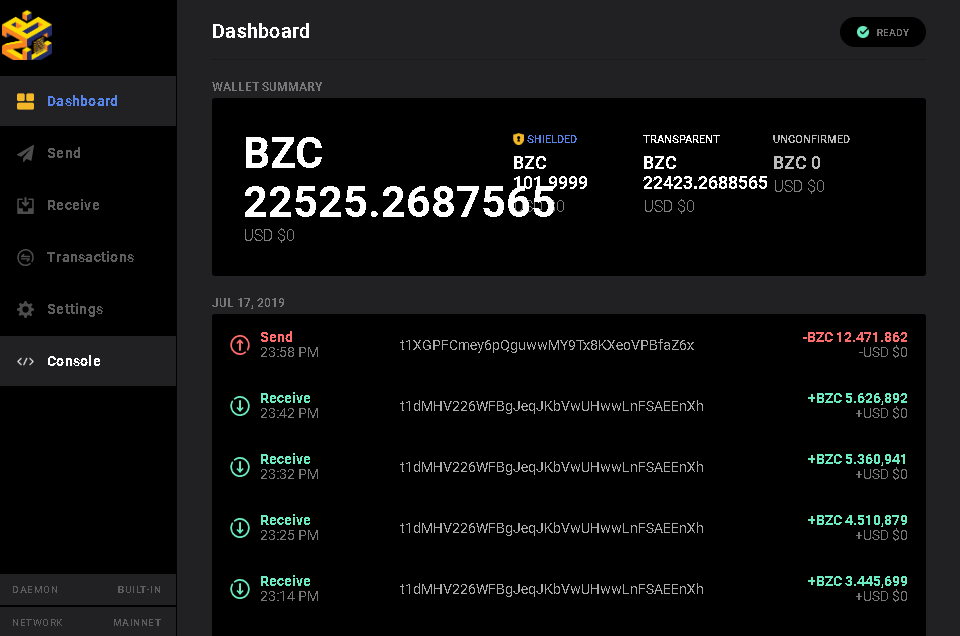 Dashboard
READY
Dashboard
Send
Receive
Transactions
Settings
Console
DAEMON BUILT-IN
NETWORK MAINNET
WALLET SUMMARY
BZC
22525.2687565
USD $0
SHIELDED
BZC
101.9999
USD $0
TRANSPARENT
BZC
22423.2688565
USD $0
UNCONFIRMED
BZC 0
USD $0
JUL 17, 2019
Send t1XGPFCmey6pQguwwMY9Tx8KXeoVPBfaZ6x -BZC 12.471.862
23:58 PM -USD $0
Receive t1dMHV226WFBgJeqJKbVwUHwwLnFSAEEnXh +BZC 5.626,892
23:42 PM +USD $0
Receive t1dMHV226WFBgJeqJKbVwUHwwLnFSAEEnXh +BZC 5.360,941
23:32 PM +USD $0
Receive t1dMHV226WFBgJeqJKbVwUHwwLnFSAEEnXh +BZC 4.510,879
23:25 PM +USD $0
Receive t1dMHV226WFBgJeqJKbVwUHwwLnFSAEEnXh +BZC 3.445,699
23:14 PM +USD $0